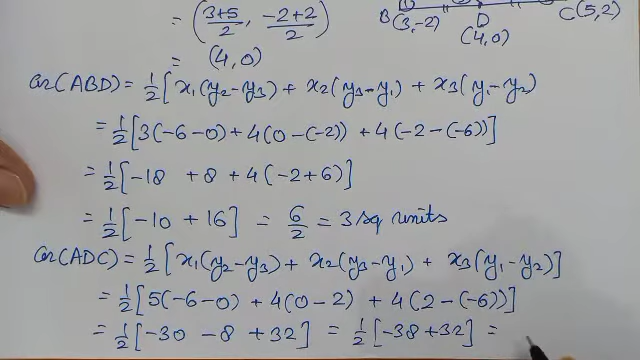 = (3+5/2, -2+2/2)
B(3,-2) D C(5,2)
(4,0)
= (4,0)
ar(ABD) = 1/2[x₁(y₂-y₃) + x₂(y₃-y₁) + x₃(y₁-y₂)
= 1/2[3(-6-0) + 4(0-(-2)) + 4(-2-(-6))]
= 1/2[-18 + 8 + 4(-2+6)]
= 1/2[-10 + 16] = 6/2 = 3 sq units
ar(ADC) = 1/2[x₁(y₂-y₃) + x₂(y₃-y₁) + x₃(y₁-y₂)]
= 1/2[5(-6-0) + 4(0-2) + 4(2-(-6))]
= 1/2[-30 -8 +32] = 1/2[-38+32] =